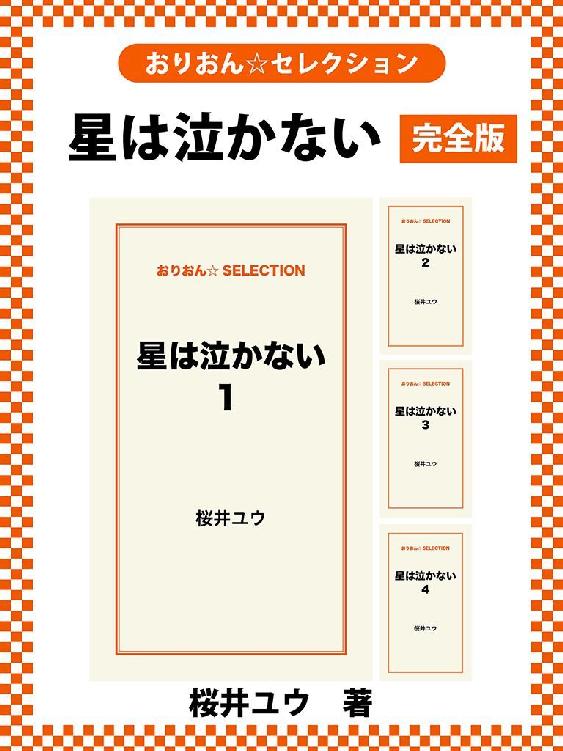 おりおん☆セレクション
星は泣かない 完全版
おりおん☆ SELECTION
星は泣かない
1
桜井ユウ
おりおん☆ SELECTION
星は泣かない
2
桜井ユウ
おりおん☆ SELECTION
星は泣かない
3
桜井ユウ
おりおん☆ SELECTION
星は泣かない
4
桜井ユウ
桜井ユウ 著